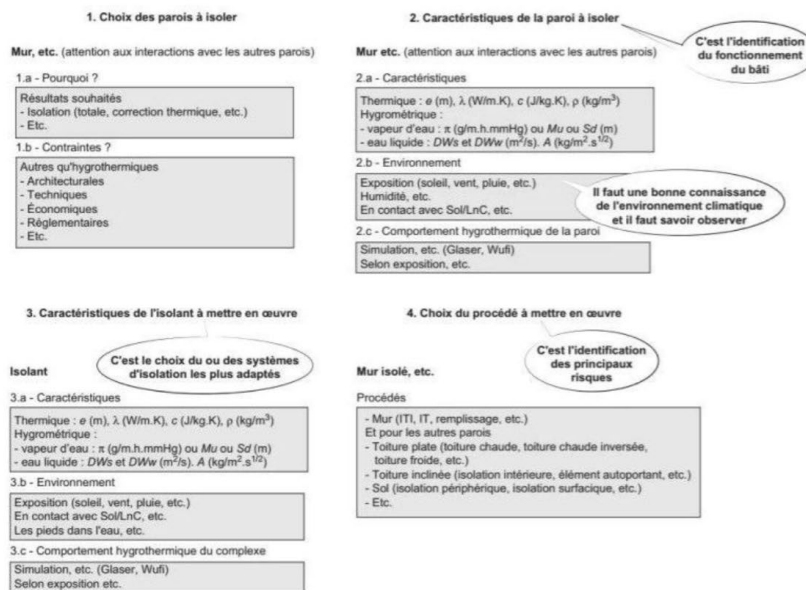 1. Choix des parois à isoler
Mur, etc. (attention aux interactions avec les autres parois)
1.a - Pourquoi ?
Résultats souhaités
- Isolation (totale, correction thermique, etc.)
- Etc.
1.b - Contraintes ?
Autres qu'hygrothermiques
- Architecturales
- Techniques
- Économiques
- Réglementaires
- Etc.
2. Caractéristiques de la paroi à isoler
C'est l'identification
du fonctionnement
du bâti
Mur etc. (attention aux interactions avec les autres parois)
2.a - Caractéristiques
Thermique : e (m), λ (W/m.K), c (J/kg.K), ρ (kg/m³)
Hygrométrique :
- vapeur d'eau : π (g/m.h.mmHg) ou Mu ou Sd (m)
- eau liquide : DWs et DWw (m²/s). A (kg/m².s¹/²)
2.b - Environnement
Exposition (soleil, vent, pluie, etc.)
Humidité, etc.
En contact avec Sol/LnC, etc.
Il faut une bonne connaissance
de l'environnement climatique
et il faut savoir observer
2.c - Comportement hygrothermique de la paroi
Simulation, etc. (Glaser, Wufi)
Selon exposition, etc.
3. Caractéristiques de l'isolant à mettre en œuvre
C'est le choix du ou des systèmes
d'isolation les plus adaptés
Isolant
3.a - Caractéristiques
Thermique : e (m), λ (W/m.K), c (J/kg.K), ρ (kg/m³)
Hygrométrique :
- vapeur d'eau : π (g/m.h.mmHg) ou Mu ou Sd (m)
- eau liquide : DWs et DWw (m²/s). A (kg/m².s¹/²)
3.b - Environnement
Exposition (soleil, vent, pluie, etc.)
En contact avec Sol/LnC, etc.
Les pieds dans l'eau, etc.
3.c - Comportement hygrothermique du complexe
Simulation, etc. (Glaser, Wufi)
Selon exposition etc.
4. Choix du procédé à mettre en œuvre
C'est l'identification
des principaux
risques
Mur isolé, etc.
Procédés
- Mur (ITI, IT, remplissage, etc.)
Et pour les autres parois
- Toiture plate (toiture chaude, toiture chaude inversée,
toiture froide, etc.)
- Toiture inclinée (isolation intérieure, élément autoportant, etc.)
- Sol (isolation périphérique, isolation surfacique, etc.)
- Etc.